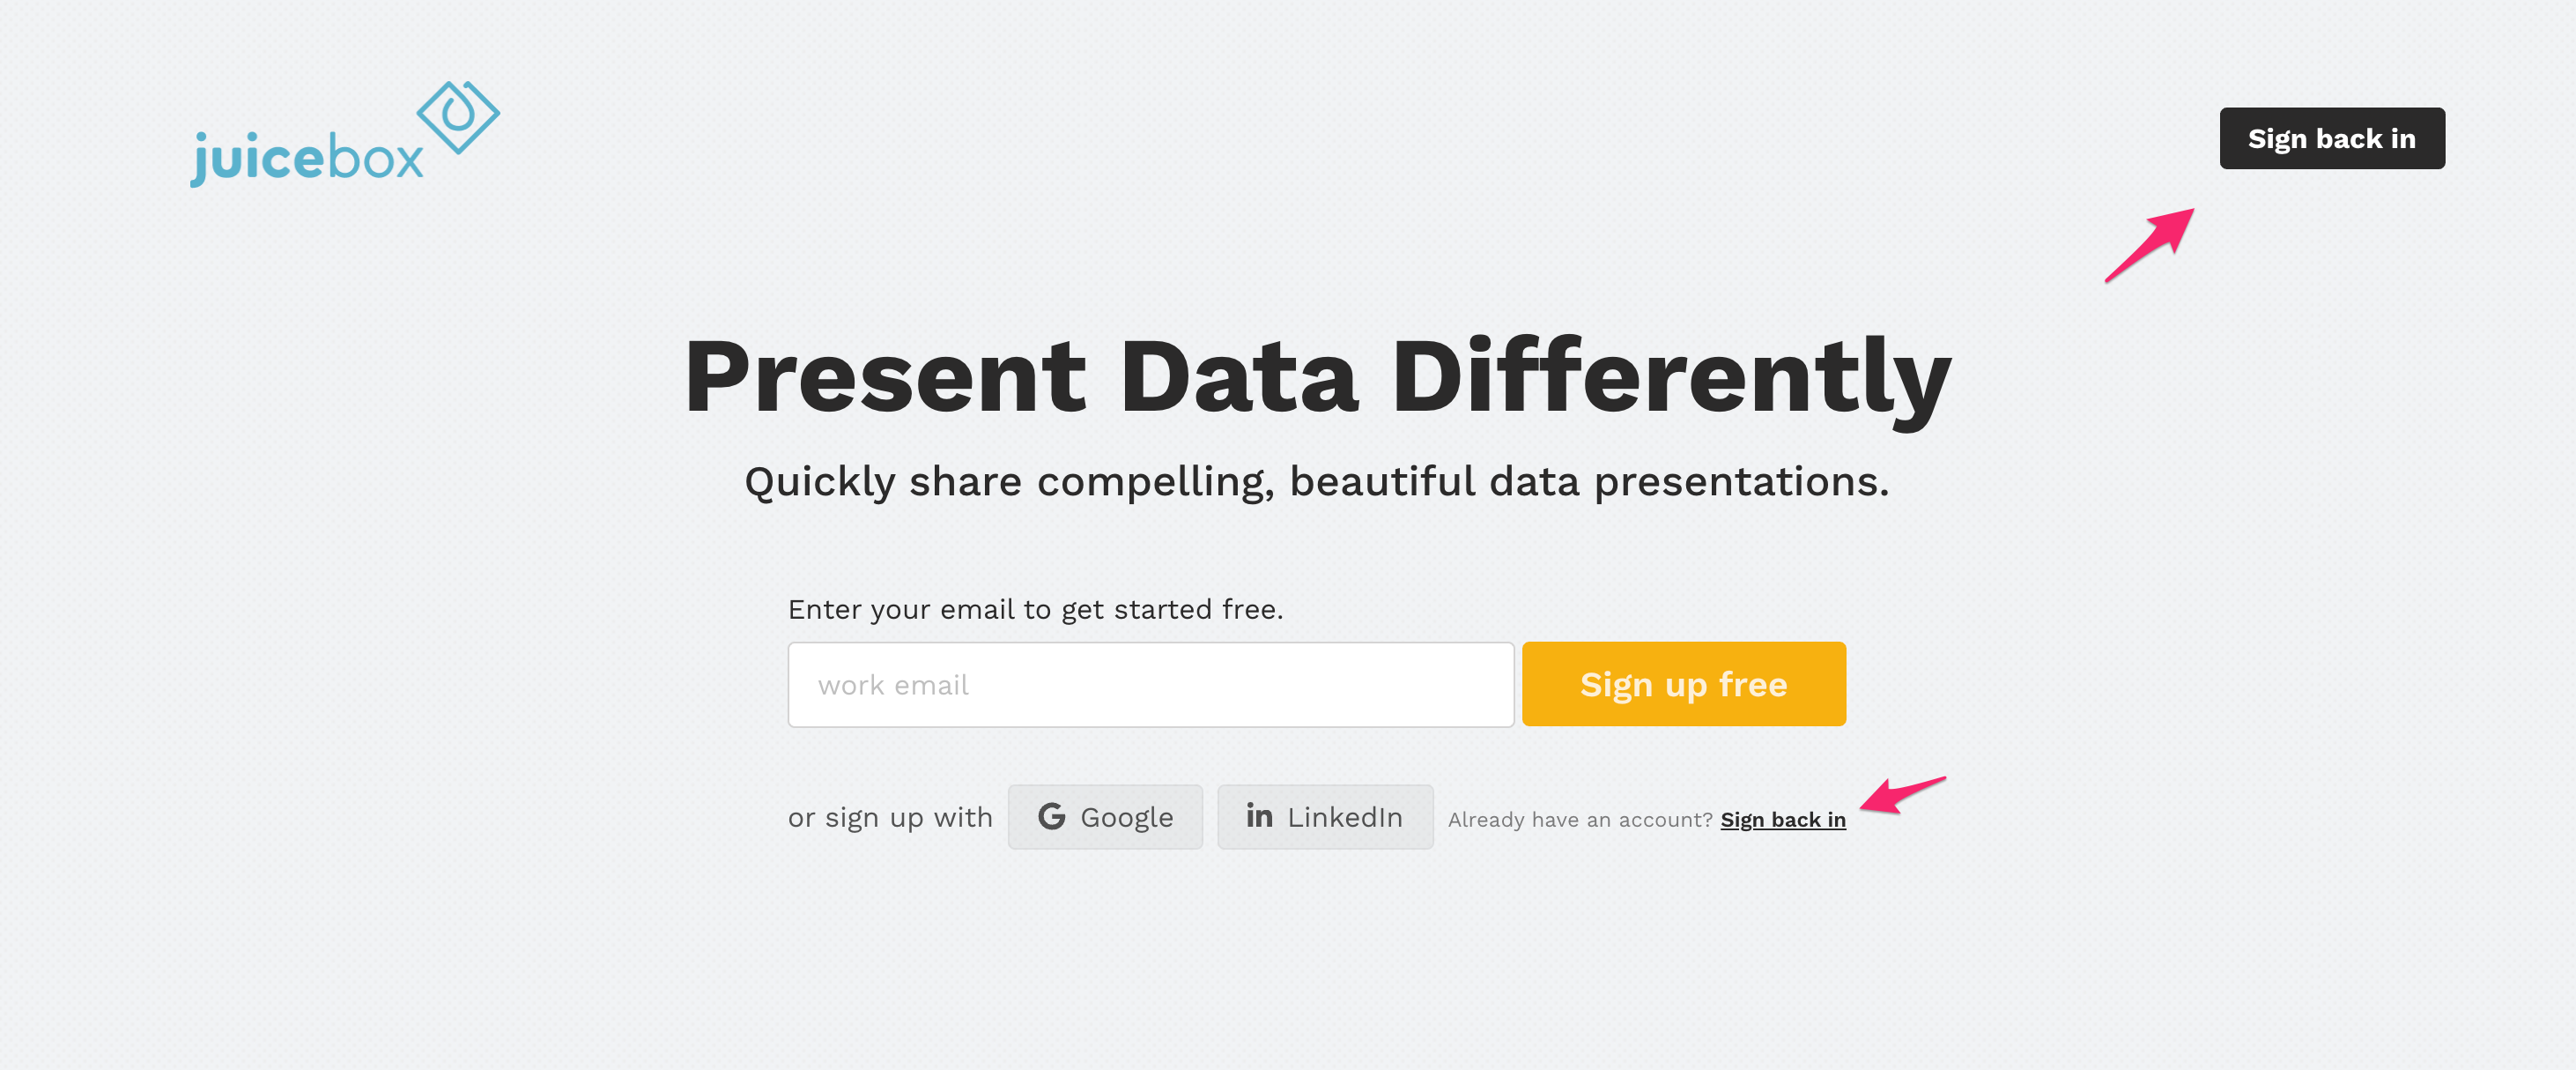 juicebox
Sign back in
Present Data Differently
Quickly share compelling, beautiful data presentations.
Enter your email to get started free.
work email
Sign up free
or sign up with Google LinkedIn Already have an account? Sign back in